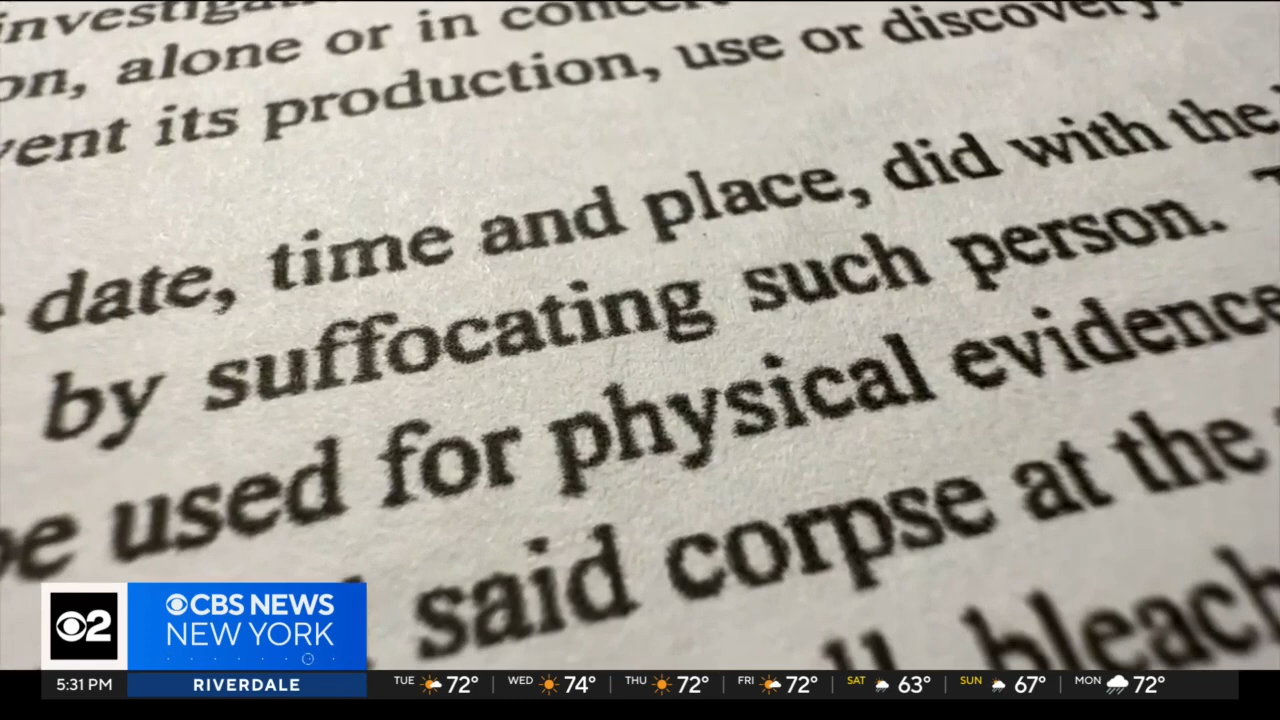 investiga
on, alone or in concert
vent its production, use or discovery.
date, time and place, did with the
by suffocating such person.
be used for physical evidence
said corpse at the
bleach
2
CBS NEWS
NEW YORK
5:31 PM
RIVERDALE
TUE 72° WED 74° THU 72° FRI 72° SAT 63° SUN 67° MON 72°